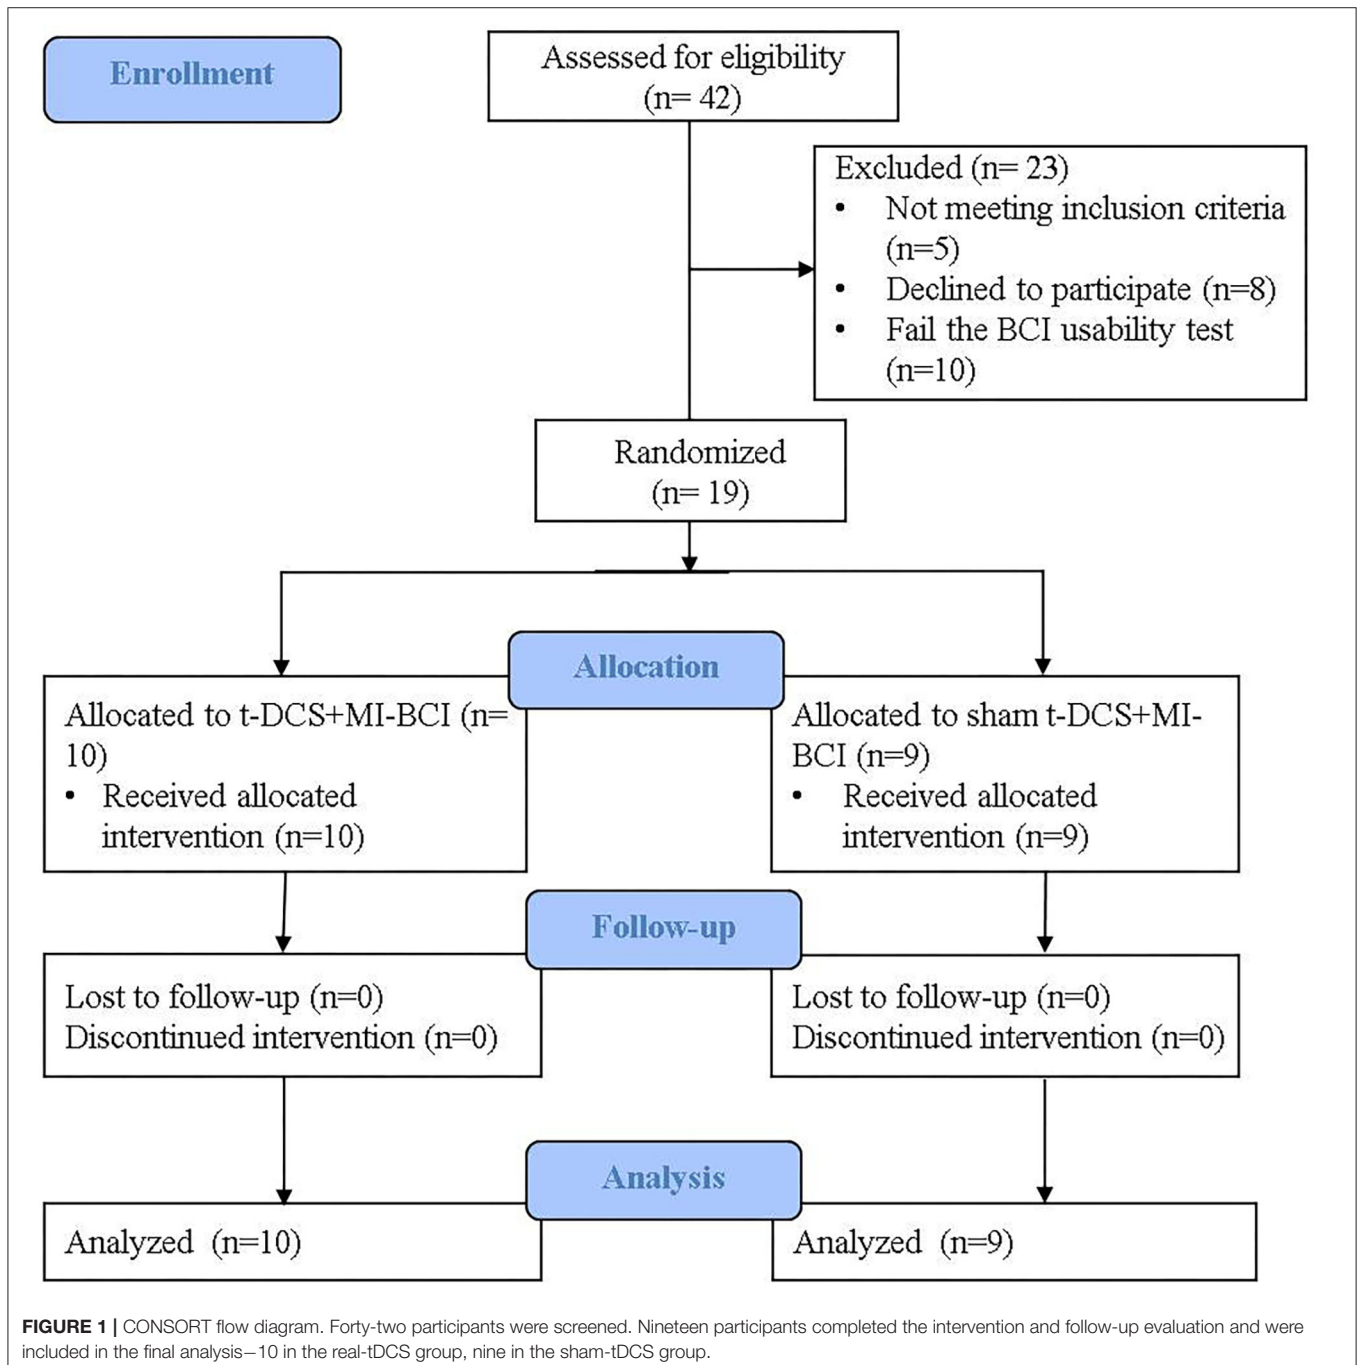 Enrollment
Assessed for eligibility
(n= 42)
Excluded (n= 23)
• Not meeting inclusion criteria
(n=5)
• Declined to participate (n=8)
• Fail the BCI usability test
(n=10)
Randomized
(n= 19)
Allocation
Allocated to t-DCS+MI-BCI (n=
10)
• Received allocated
intervention (n=10)
Allocated to sham t-DCS+MI-
BCI (n=9)
• Received allocated
intervention (n=9)
Follow-up
Lost to follow-up (n=0)
Discontinued intervention (n=0)
Lost to follow-up (n=0)
Discontinued intervention (n=0)
Analysis
Analyzed (n=10)
Analyzed (n=9)
FIGURE 1 | CONSORT flow diagram. Forty-two participants were screened. Nineteen participants completed the intervention and follow-up evaluation and were
included in the final analysis—10 in the real-tDCS group, nine in the sham-tDCS group.